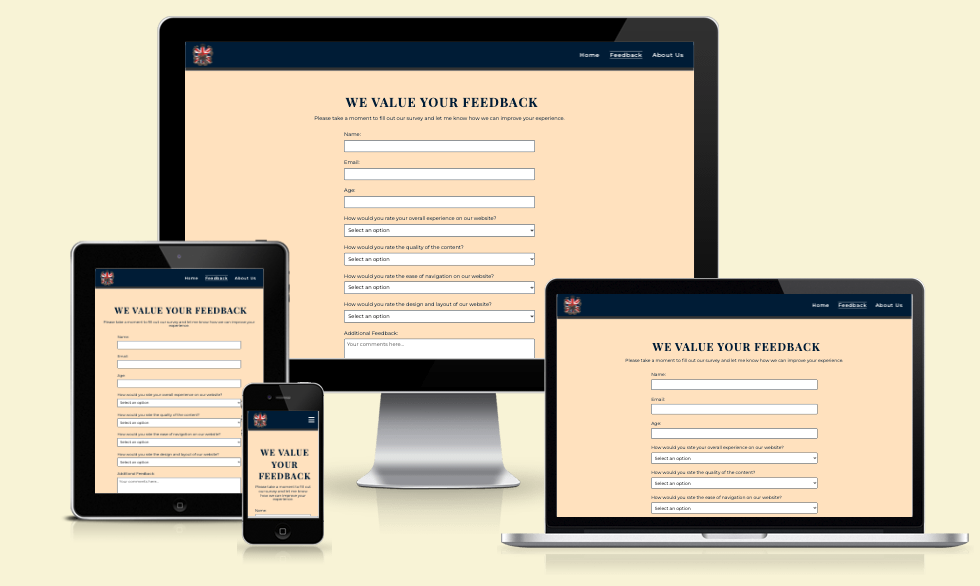 Home Feedback About Us
WE VALUE YOUR FEEDBACK
Please take a moment to fill out our survey and let me know how we can improve your experience.
Name:
Email:
Age:
How would you rate your overall experience on our website?
Select an option
How would you rate the quality of the content?
Select an option
How would you rate the ease of navigation on our website?
Select an option
How would you rate the design and layout of our website?
Select an option
Additional Feedback:
Your comments here...
Home Feedback About Us
WE VALUE YOUR FEEDBACK
Please take a moment to fill out our survey and let me know how we can improve your
experience.
Name:
Email:
Age:
How would you rate your overall experience on our website?
Select an option
How would you rate the quality of the content?
Select an option
How would you rate the ease of navigation on our website?
Select an option
How would you rate the design and layout of our website?
Select an option
Additional Feedback:
Your comments here...
WE VALUE
YOUR
FEEDBACK
Please take a moment to fill out
our survey and let me know
how we can improve your
experience.
Name:
Home Feedback About Us
WE VALUE YOUR FEEDBACK
Please take a moment to fill out our survey and let me know how we can improve your experience.
Name:
Email:
Age:
How would you rate your overall experience on our website?
Select an option
How would you rate the quality of the content?
Select an option
How would you rate the ease of navigation on our website?
Select an option